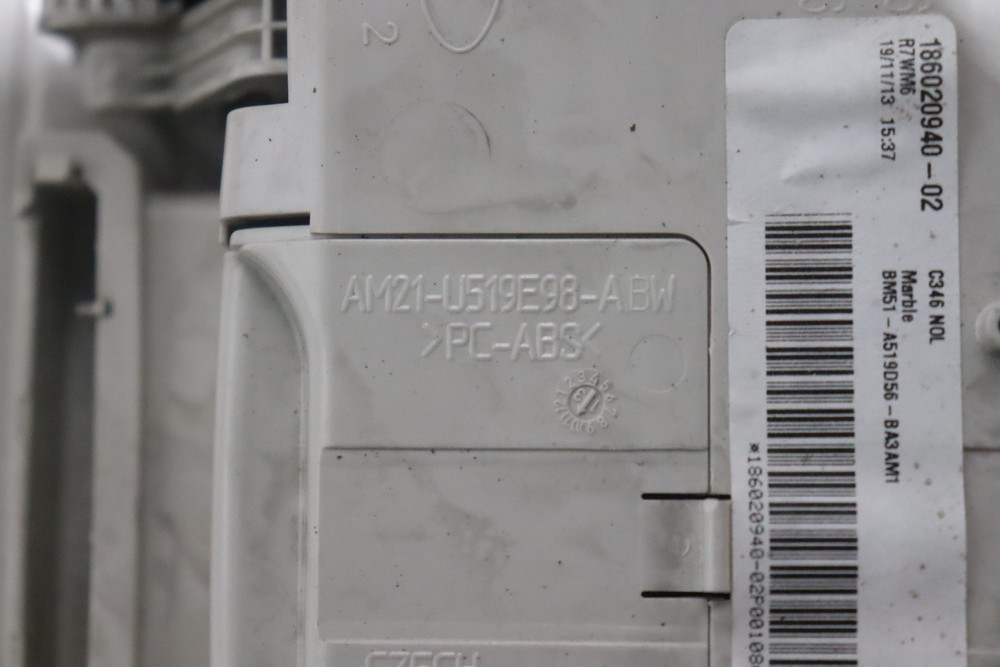 2
AM21-U519E98-ABW
>PC-ABS<
186020940-02
R7WM6
19/11/13 15:37
C346 NOL
Marble
BM51-A519D56-BA3AM1
*186020940-02P00108
CZECH